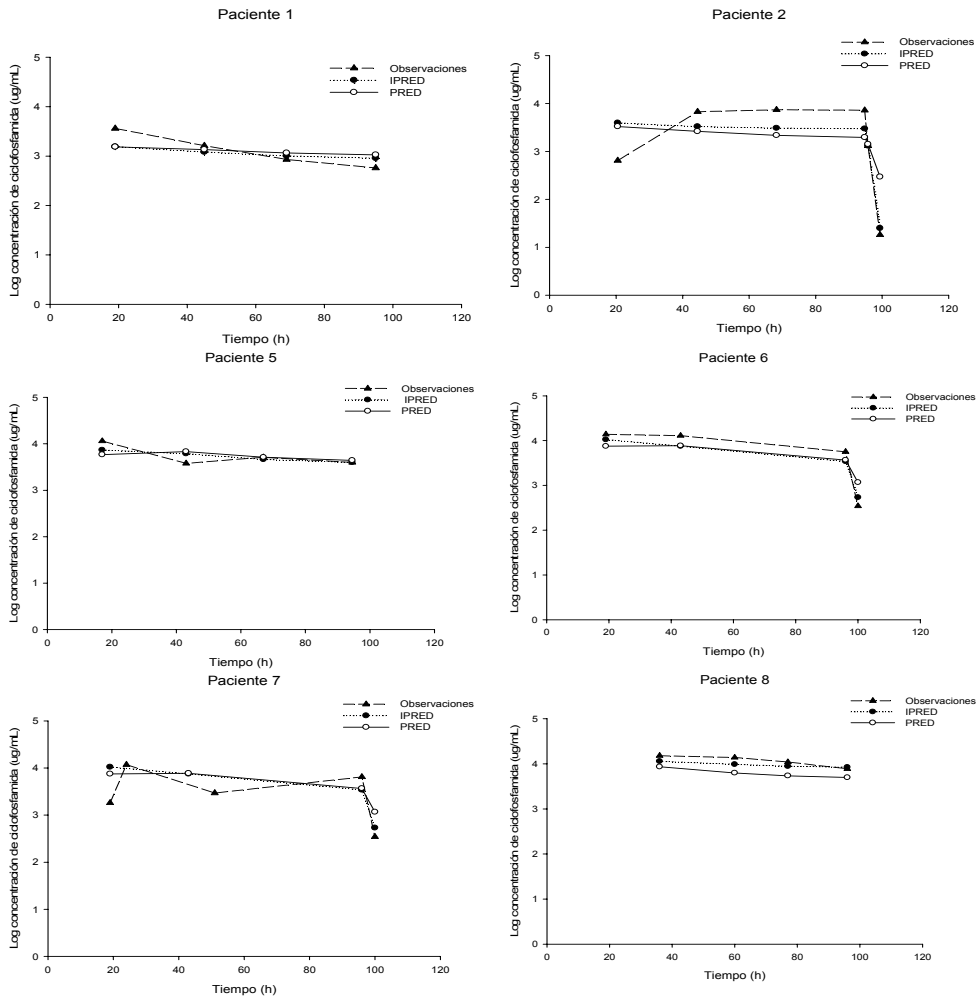 Paciente 1
Log concentración de ciclofosfamida (ug/mL)
5
4
3
2
1
0
0 20 40 60 80 100 120
Tiempo (h)
Observaciones
IPRED
PRED
Paciente 2
Log concentración de ciclofosfamida (ug/mL)
5
4
3
2
1
0
0 20 40 60 80 100 120
Tiempo (h)
Observaciones
IPRED
PRED
Paciente 5
Log concentración de ciclofosfamida (ug/mL)
5
4
3
2
1
0
0 20 40 60 80 100 120
Tiempo (h)
Observaciones
IPRED
PRED
Paciente 6
Log concentración de ciclofosfamida (ug/mL)
5
4
3
2
1
0
0 20 40 60 80 100 120
Tiempo (h)
Observaciones
IPRED
PRED
Paciente 7
Log concentración de ciclofosfamida (ug/mL)
5
4
3
2
1
0
0 20 40 60 80 100 120
Tiempo (h)
Observaciones
IPRED
PRED
Paciente 8
Log concentración de ciclofosfamida (ug/mL)
5
4
3
2
1
0
0 20 40 60 80 100 120
Tiempo (h)
Observaciones
IPRED
PRED